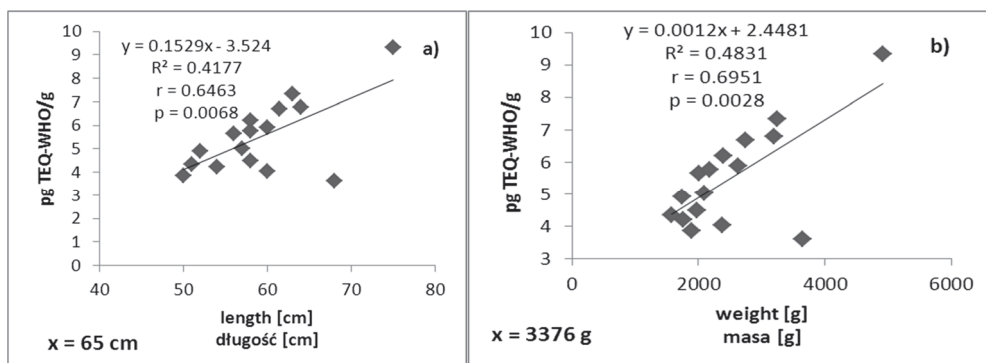 a)
y = 0.1529x - 3.524
R² = 0.4177
r = 0.6463
p = 0.0068
pg TEQ-WHO/g
10
9
8
7
6
5
4
3
2
1
0
40 50 60 70 80
length [cm]
długość [cm]
x = 65 cm
b)
y = 0.0012x + 2.4481
R² = 0.4831
r = 0.6951
p = 0.0028
pg TEQ-WHO/g
10
9
8
7
6
5
4
3
0 2000 4000 6000
weight [g]
masa [g]
x = 3376 g